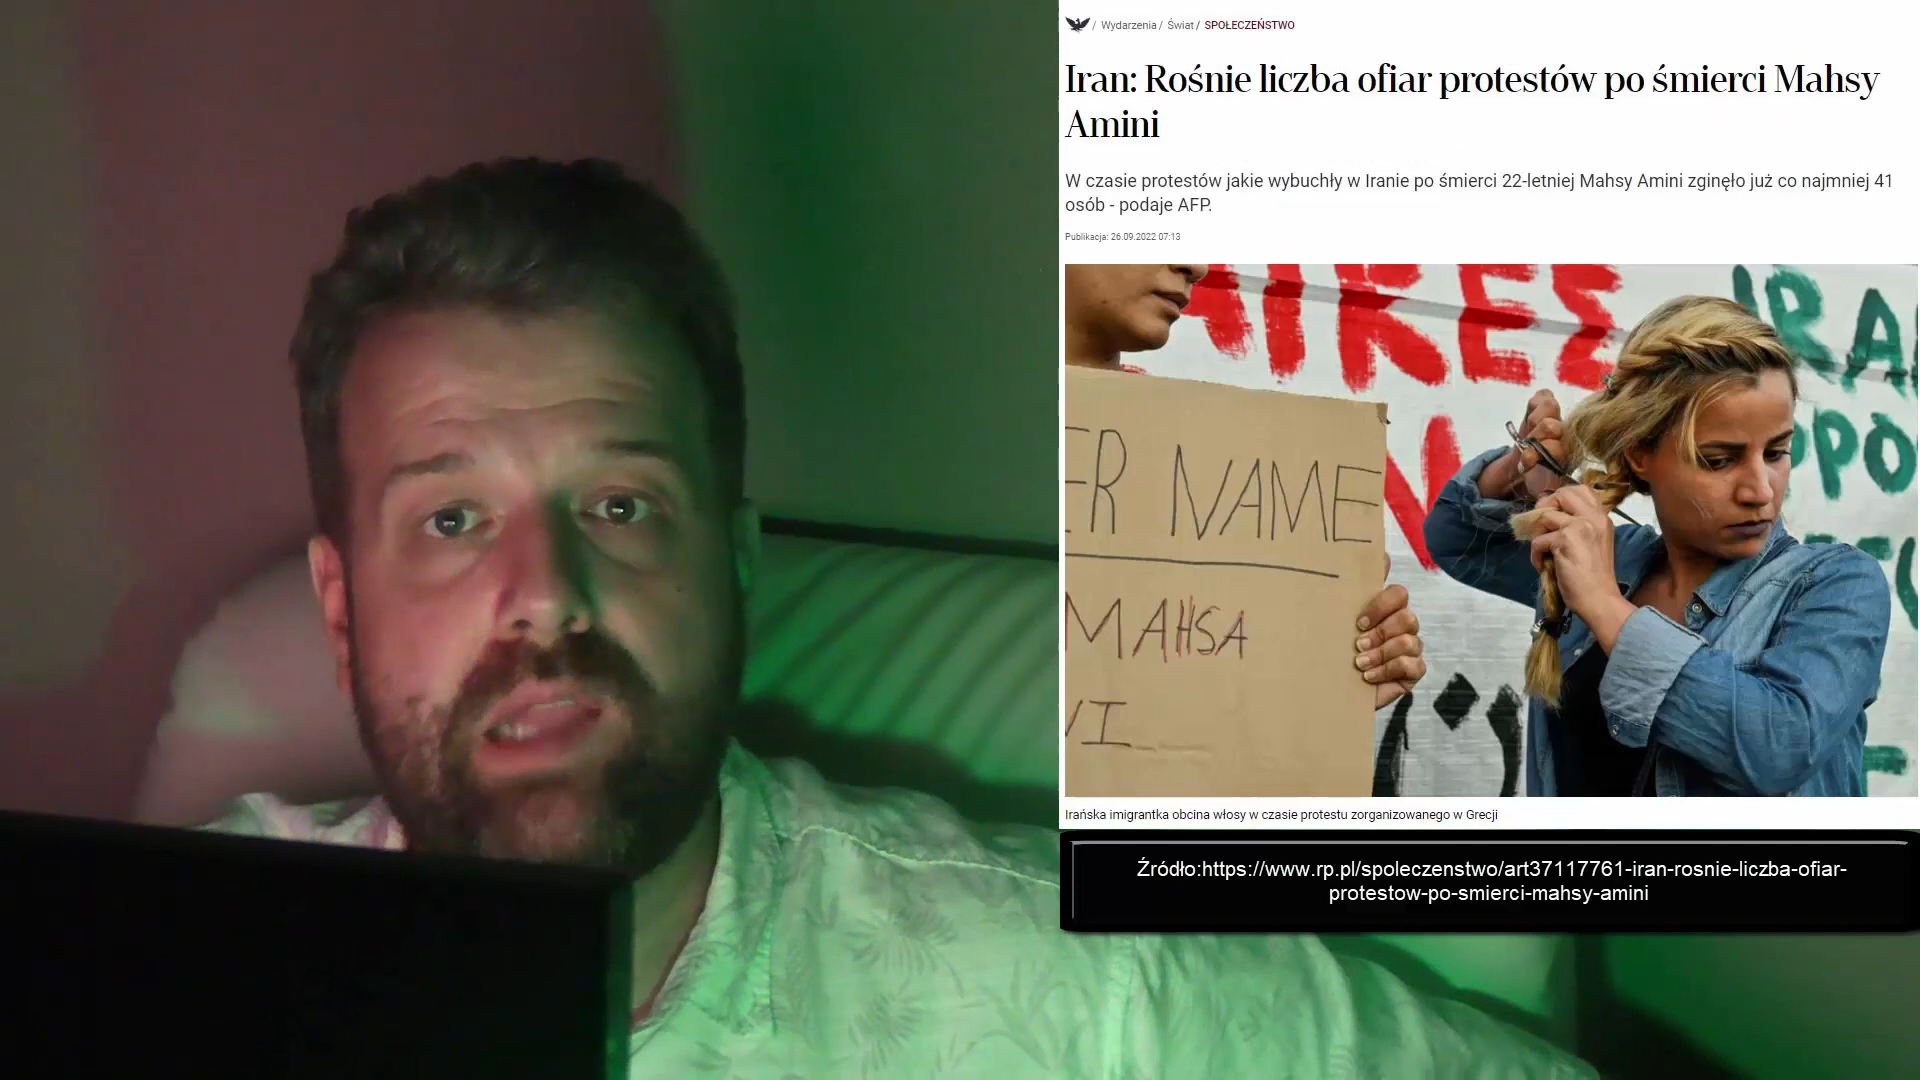 / Wydarzenia / Świat / SPOŁECZEŃSTWO
Iran: Rośnie liczba ofiar protestów po śmierci Mahsy
Amini
W czasie protestów jakie wybuchły w Iranie po śmierci 22-letniej Mahsy Amini zginęło już co najmniej 41
osób - podaje AFP.
Publikacja: 26.09.2022 07:13
ER NAME
MAHSA
NI
IRA
Irańska imigrantka obcina włosy w czasie protestu zorganizowanego w Grecji
Źródło:https://www.rp.pl/spoleczenstwo/art37117761-iran-rosnie-liczba-ofiar-
protestow-po-smierci-mahsy-amini